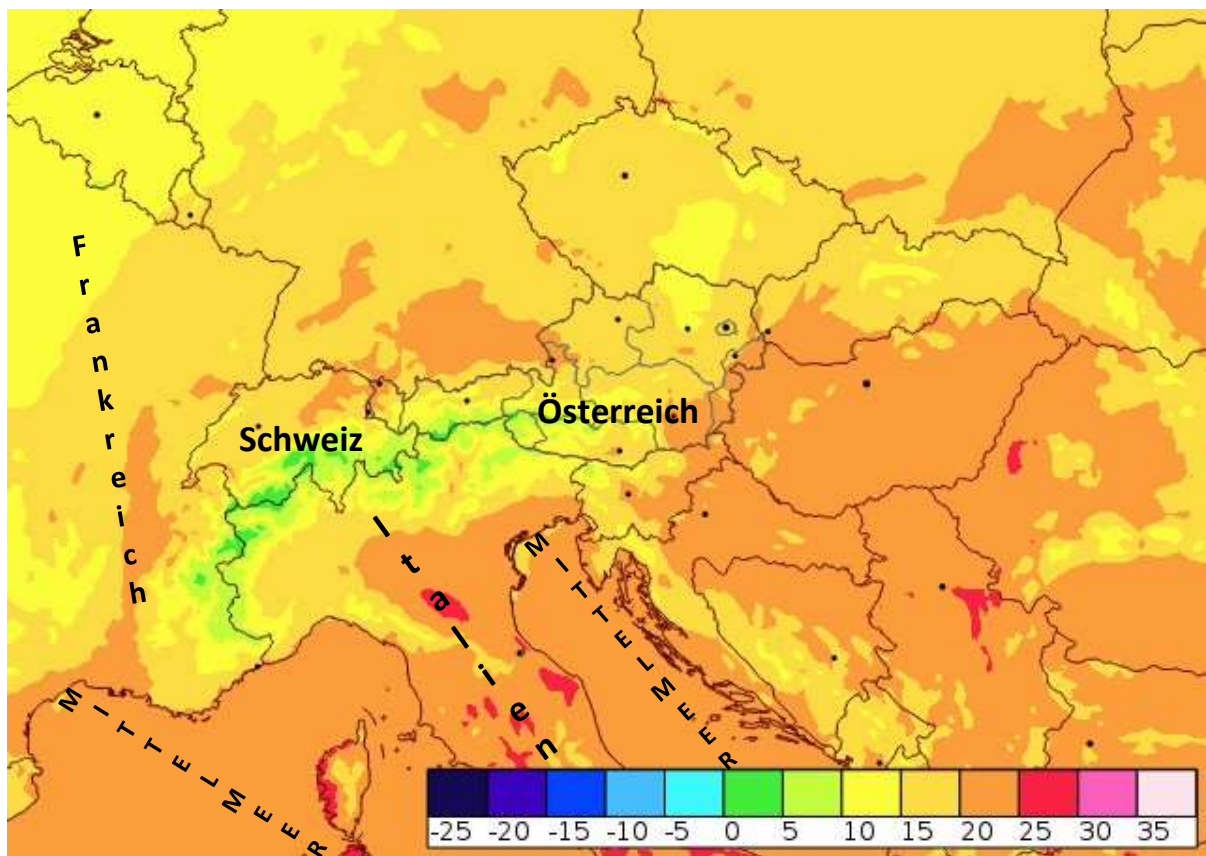 Frankreich
Schweiz
Österreich
Italien
MITTELMEER
MITTELMEER
-25 -20 -15 -10 -5 0 5 10 15 20 25 30 35